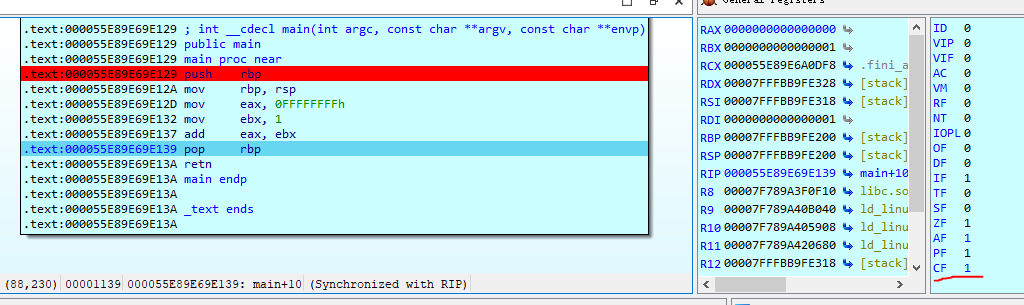 General registers
.text:000055E89E69E129 ; int __cdecl main(int argc, const char **argv, const char **envp)
.text:000055E89E69E129 public main
.text:000055E89E69E129 main proc near
.text:000055E89E69E129 push rbp
.text:000055E89E69E12A mov rbp, rsp
.text:000055E89E69E12D mov eax, 0FFFFFFFFh
.text:000055E89E69E132 mov ebx, 1
.text:000055E89E69E137 add eax, ebx
.text:000055E89E69E139 pop rbp
.text:000055E89E69E13A retn
.text:000055E89E69E13A main endp
.text:000055E89E69E13A
.text:000055E89E69E13A _text ends
.text:000055E89E69E13A
(88,230) 00001139 000055E89E69E139: main+10 (Synchronized with RIP)
RAX 0000000000000000
RBX 0000000000000001
RCX 000055E89E6A0DF8 .fini_a
RDX 00007FFFBB9FE328 [stack]
RSI 00007FFFBB9FE318 [stack]
RDI 0000000000000001
RBP 00007FFFBB9FE200 [stack]
RSP 00007FFFBB9FE200 [stack]
RIP 000055E89E69E139 main+10
R8 00007F789A3F0F10 libc.so
R9 00007F789A40B040 ld_linu
R10 00007F789A405908 ld_linu
R11 00007F789A420680 ld_linu
R12 00007FFFBB9FE318 [stack]
ID 0
VIP 0
VIF 0
AC 0
VM 0
RF 0
NT 0
IOPL 0
OF 0
DF 0
IF 1
TF 0
SF 0
ZF 1
AF 1
PF 1
CF 1